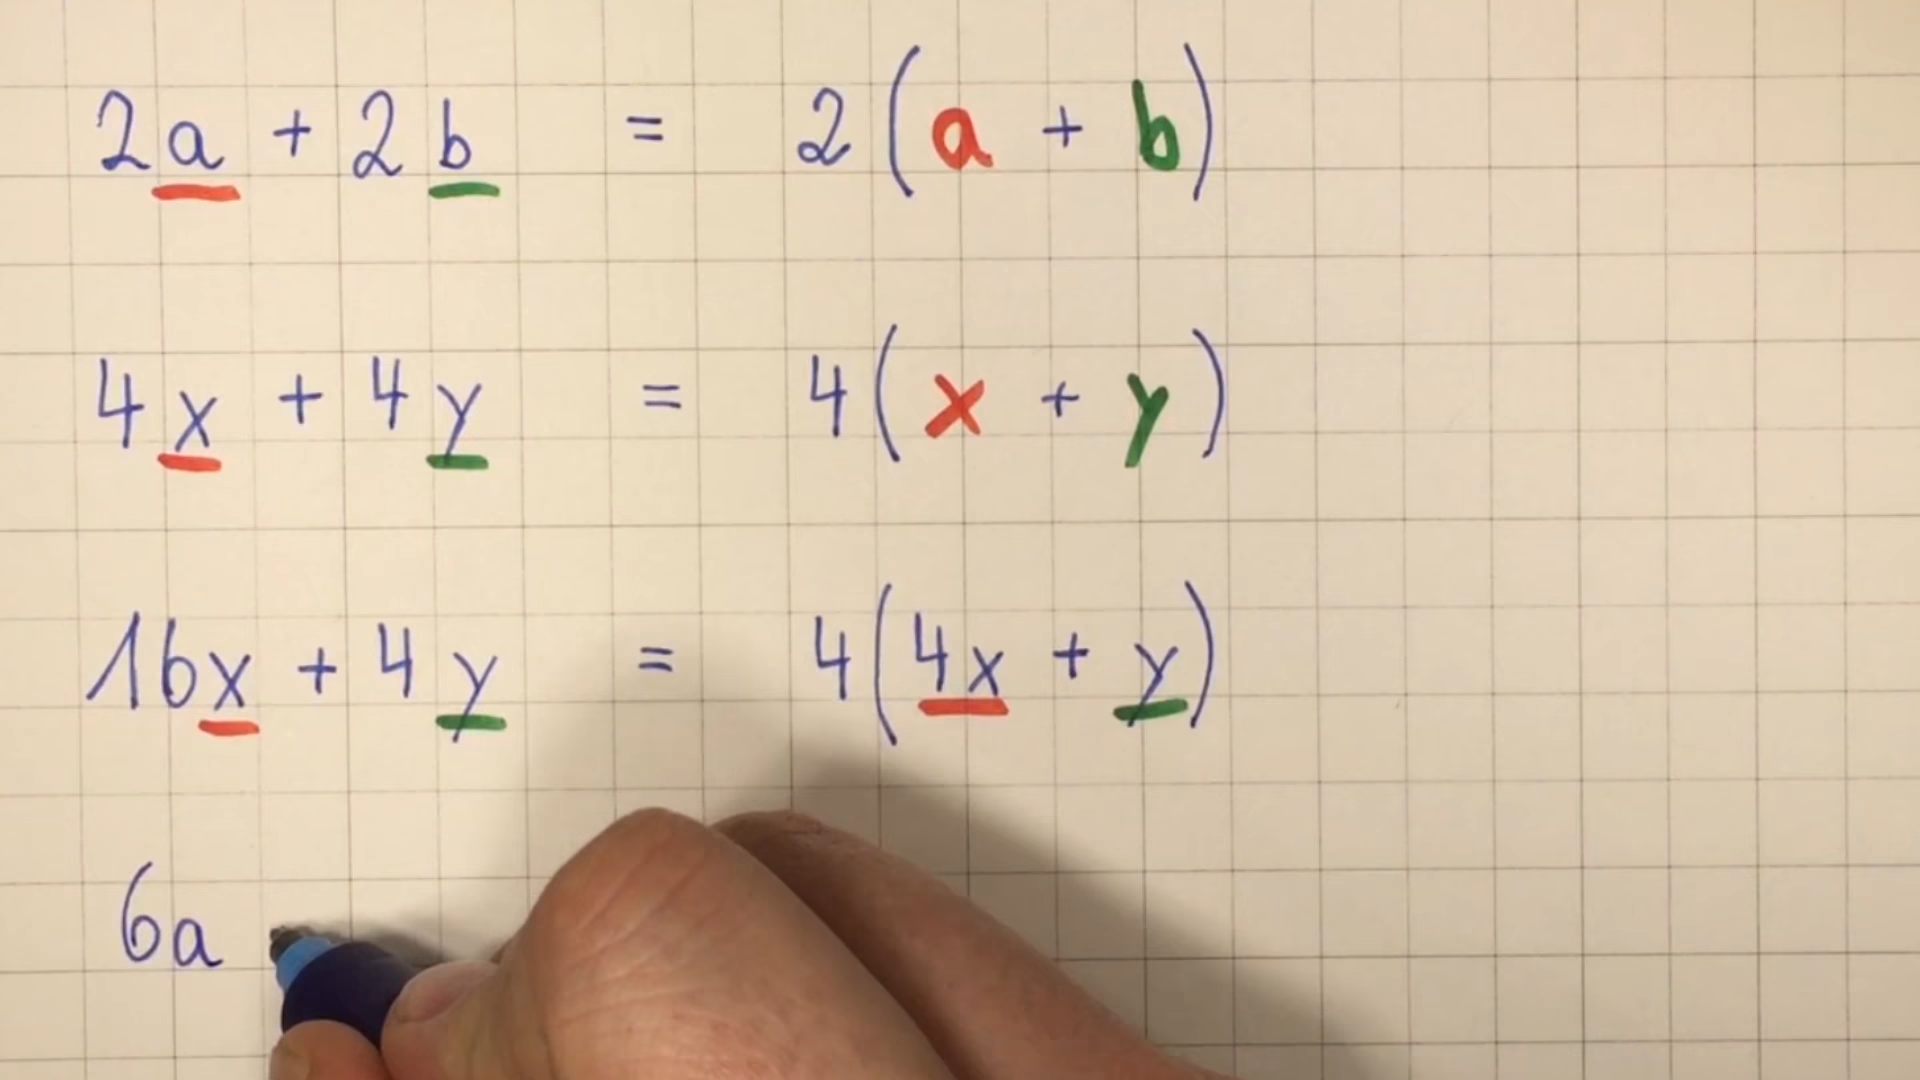 2a + 2b = 2(a + b)
4x + 4y = 4(x + y)
16x + 4y = 4(4x + y)
6a